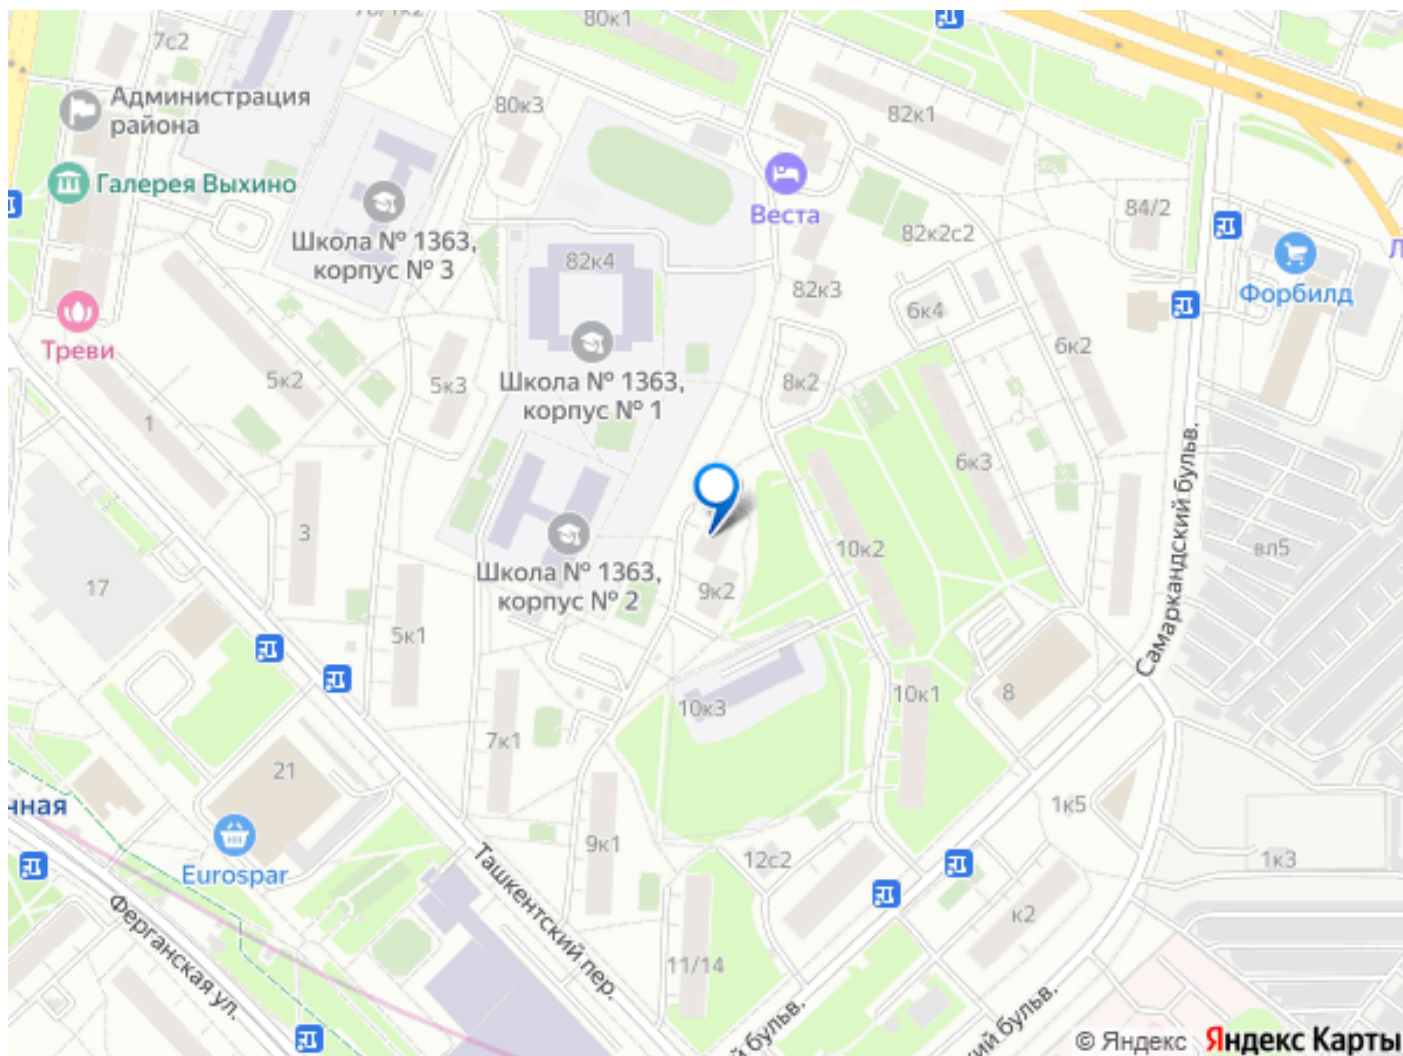 80к1
7с2
Администрация
района
80к3
82к1
Галерея Выхино
Веста
84/2
Школа № 1363,
корпус № 3
82к4
82к2с2
82к3
Форбилд
6к4
Треви
5к2
5к3
Школа № 1363,
корпус № 1
8к2
6к2
1
6к3
Самаркандский бульв.
3
10к2
вл5
17
Школа № 1363,
корпус № 2
9к2
5к1
10к3
10к1
8
7к1
21
чная
1к5
Eurospar
9к1
12с2
1к3
Ташкентский пер.
Ферганская ул.
к2
11/14
й бульв.
кий бульв.
© Яндекс Яндекс Карты